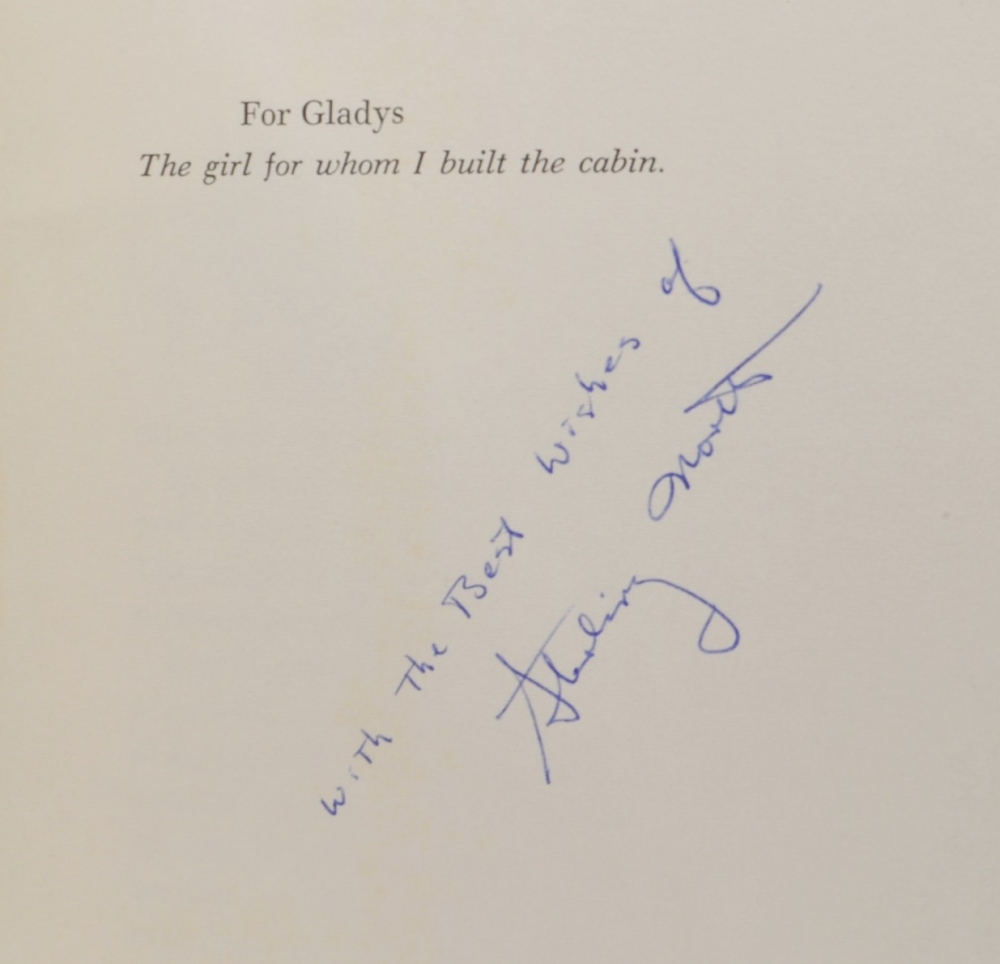 For Gladys
The girl for whom I built the cabin.
with The Best wishes of
Sterling North